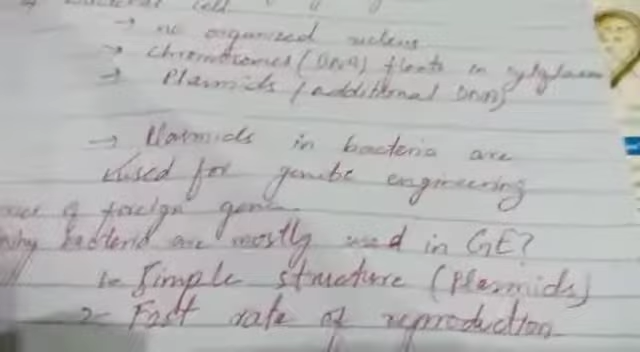 Bacterial cell
→ no organized nucleus
→ chromosomes (DNA) floats in cytoplasm
→ Plasmids (additional DNA)
→ Plasmids in bacteria are
used for genetic engineering
of foreign gene
why bacteria are mostly used in GE?
1- Simple structure (Plasmids)
2- Fast rate of reproduction